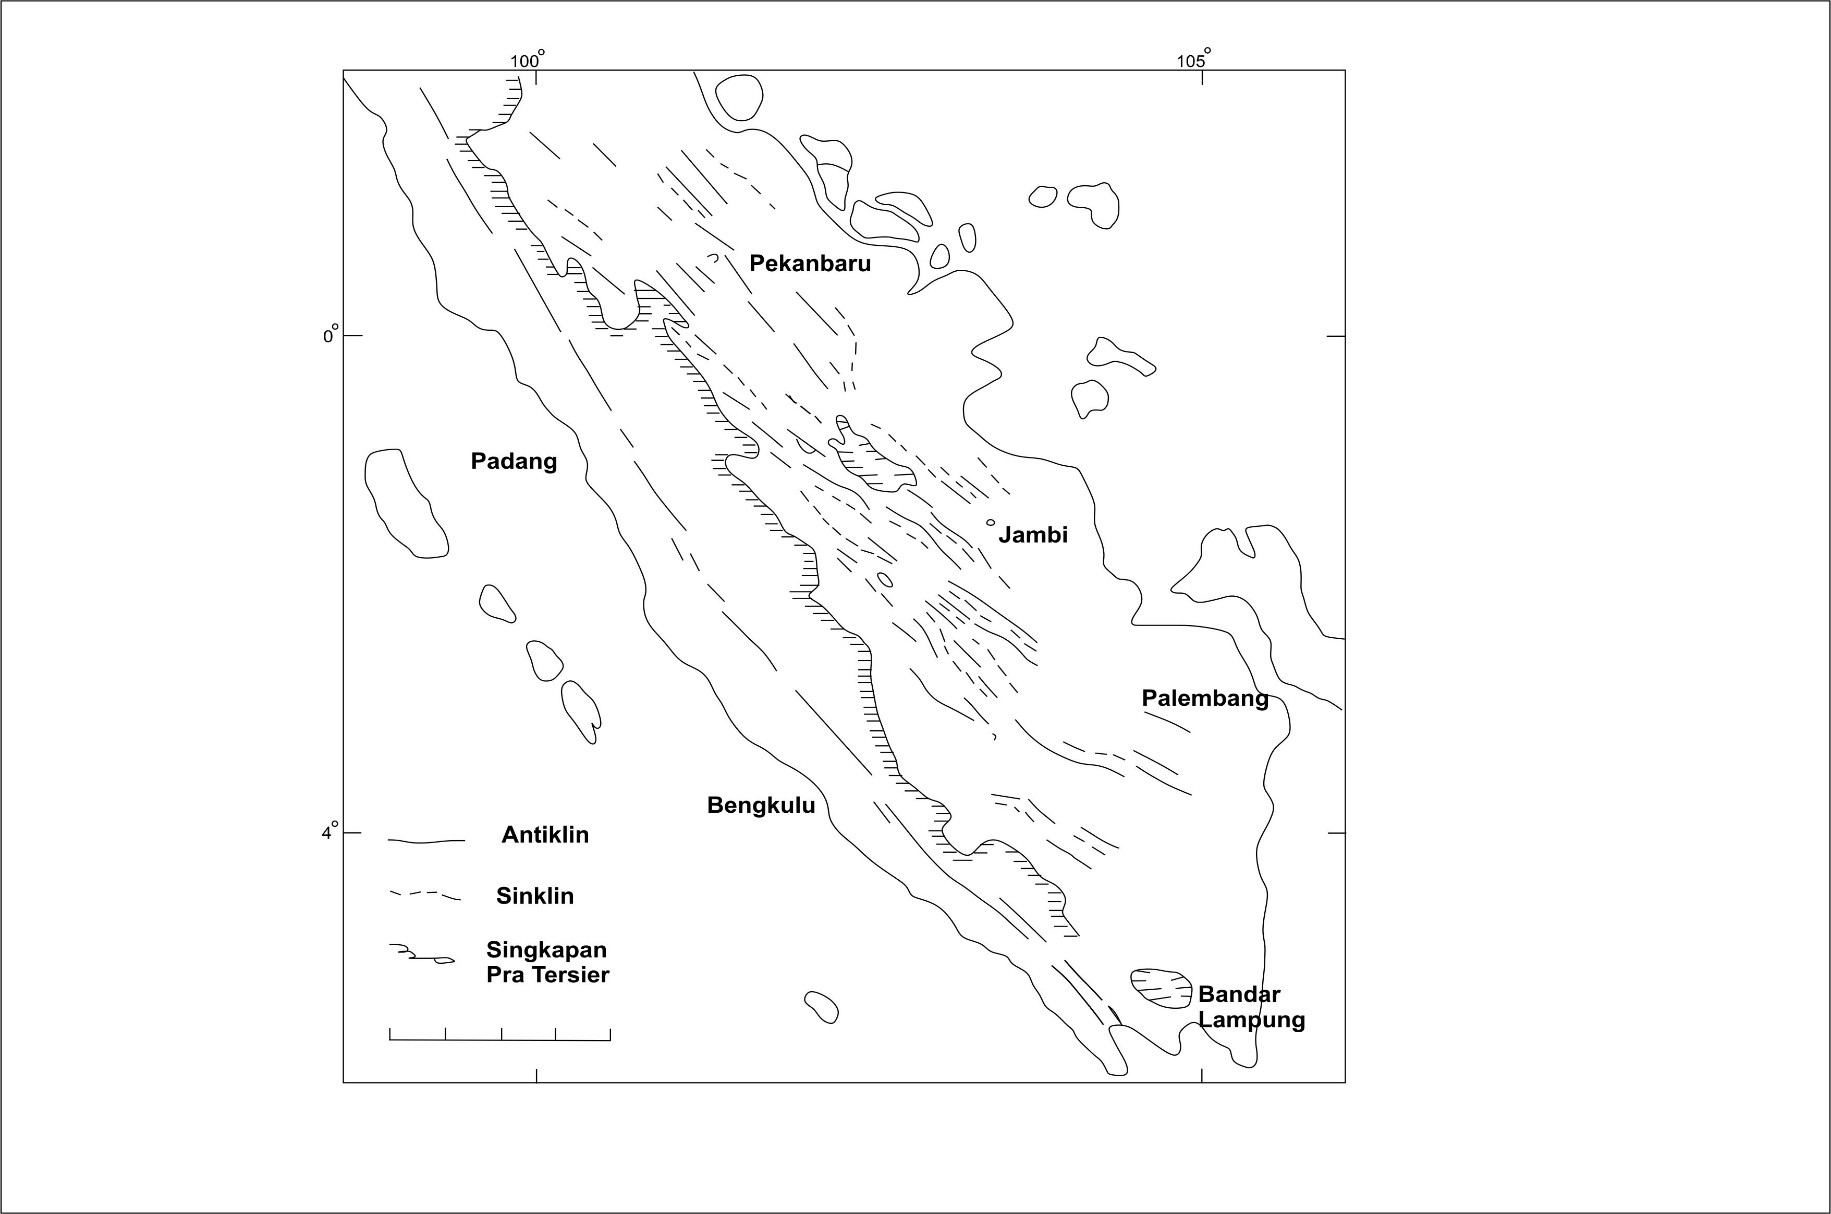 100°
105°
Pekanbaru
0°
Padang
Jambi
Palembang
Bengkulu
4°
Antiklin
Sinklin
Singkapan
Pra Tersier
Bandar
Lampung